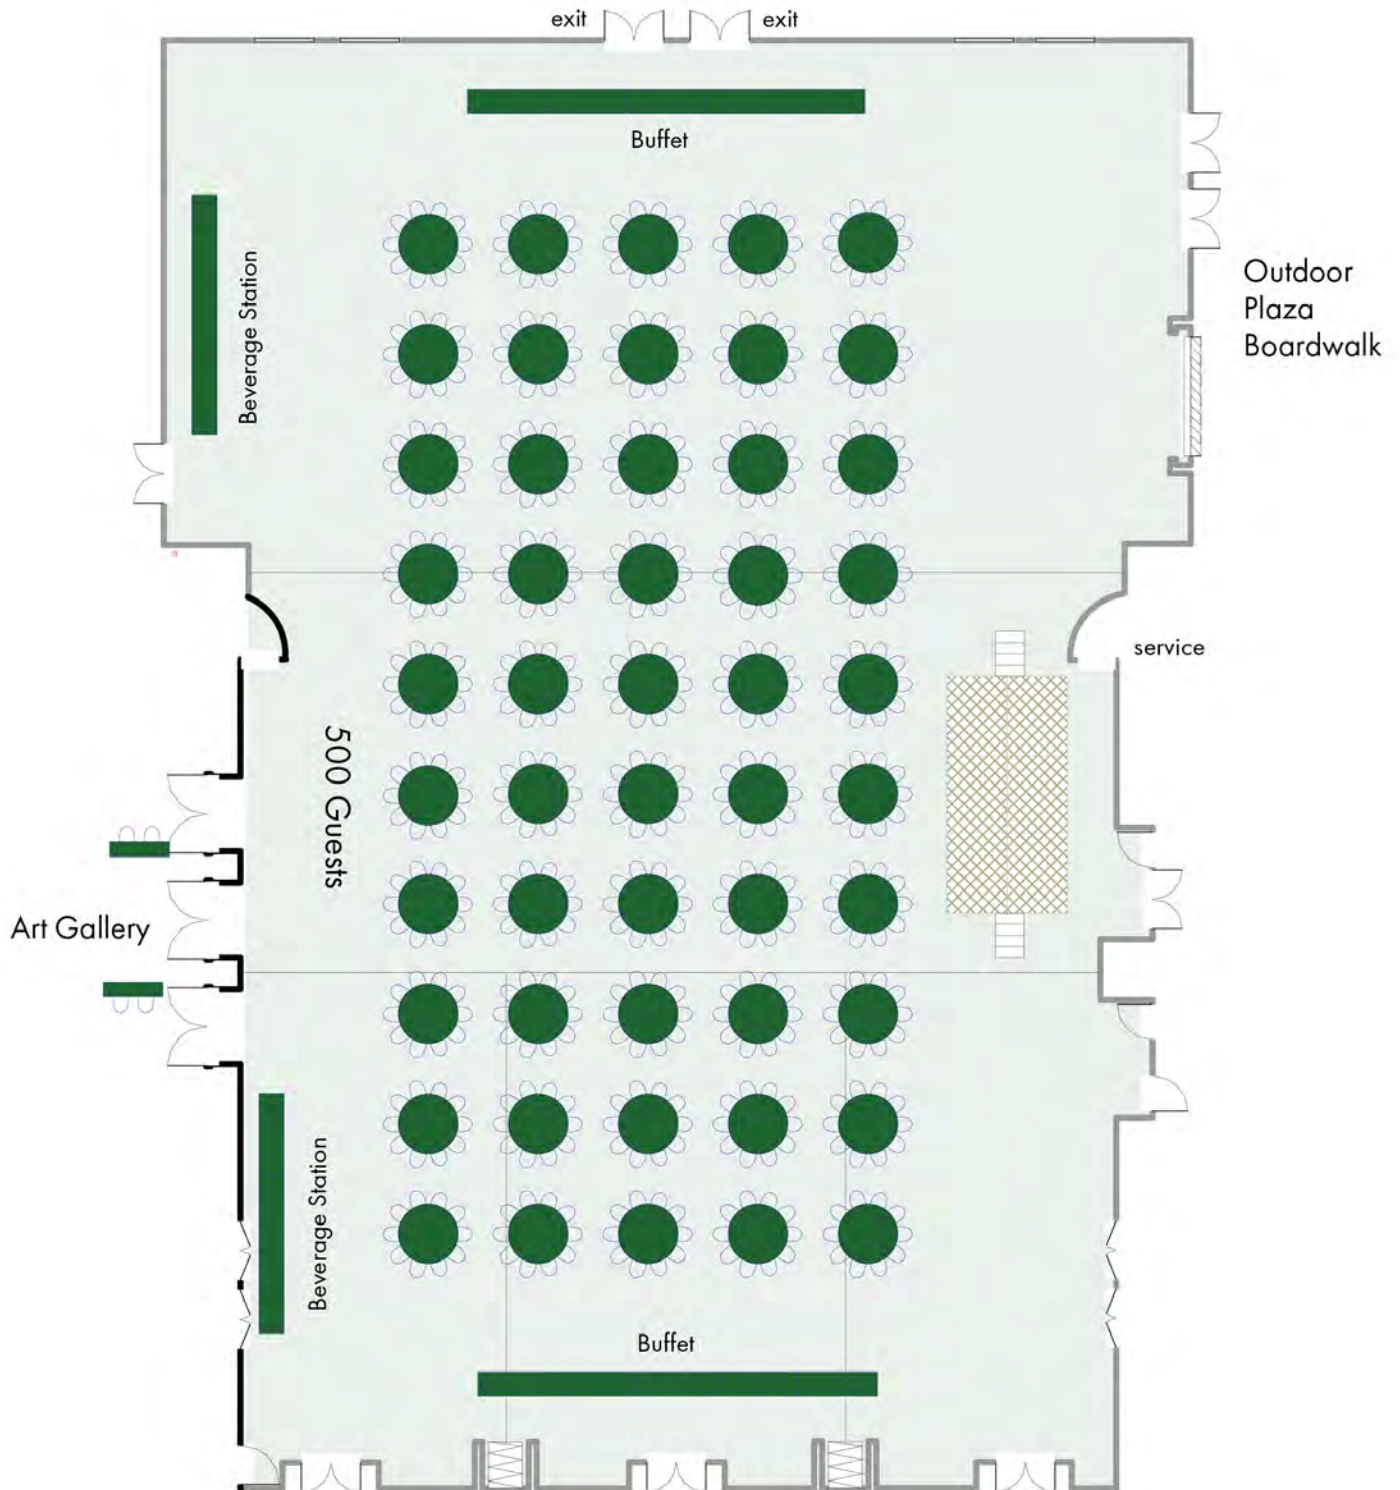 exit
exit
Buffet
Beverage Station
Outdoor
Plaza
Boardwalk
service
500 Guests
Art Gallery
Beverage Station
Buffet